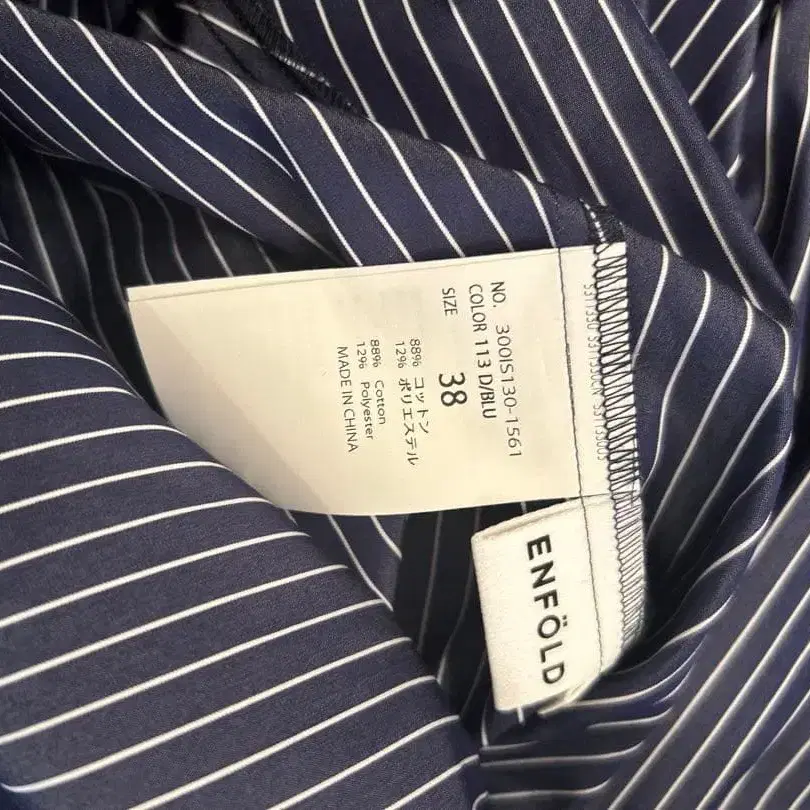 NO. 300IS130-1561
COLOR 113 D/BLU
SIZE 38
88% コットン
12% ポリエステル
88% Cotton
12% Polyester
MADE IN CHINA
ENFÖLD